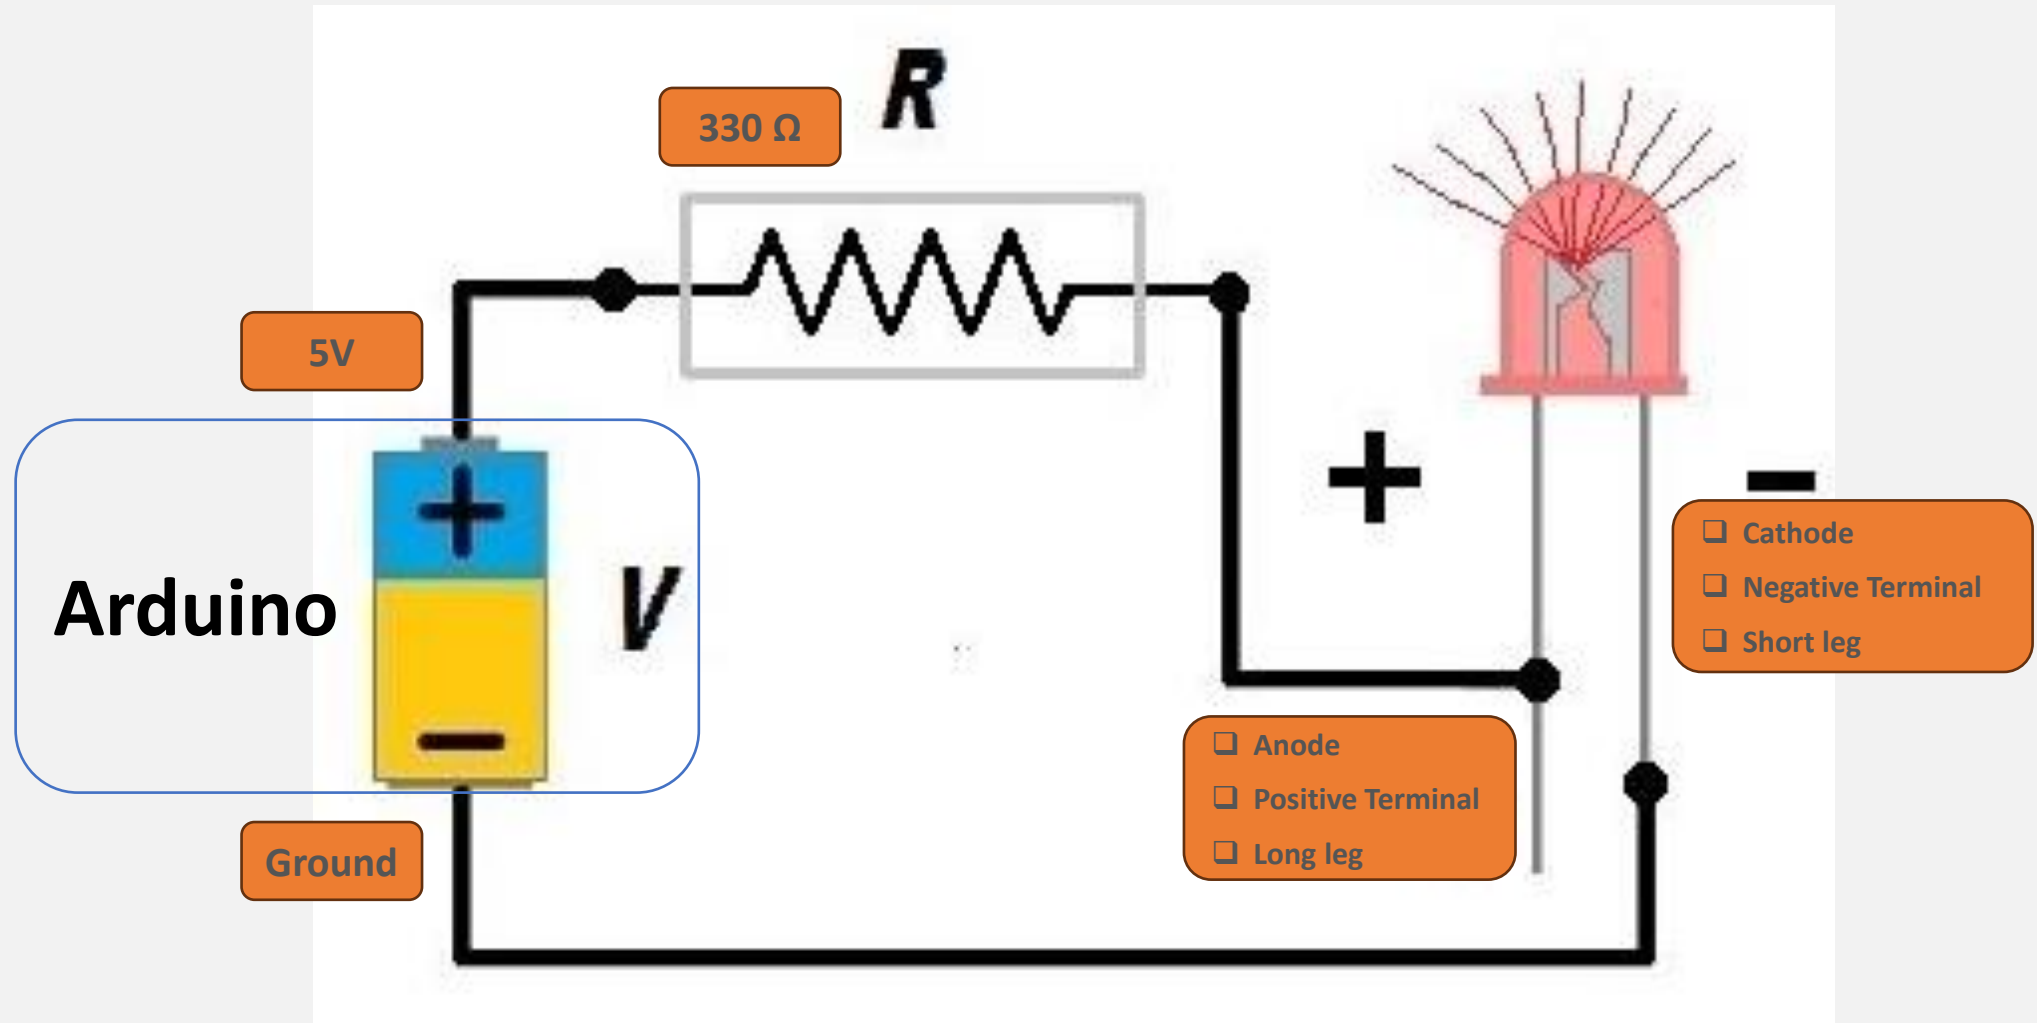 R
330 Ω
5V
+
Arduino
V
−
Ground
+
−
❑ Cathode
❑ Negative Terminal
❑ Short leg
❑ Anode
❑ Positive Terminal
❑ Long leg